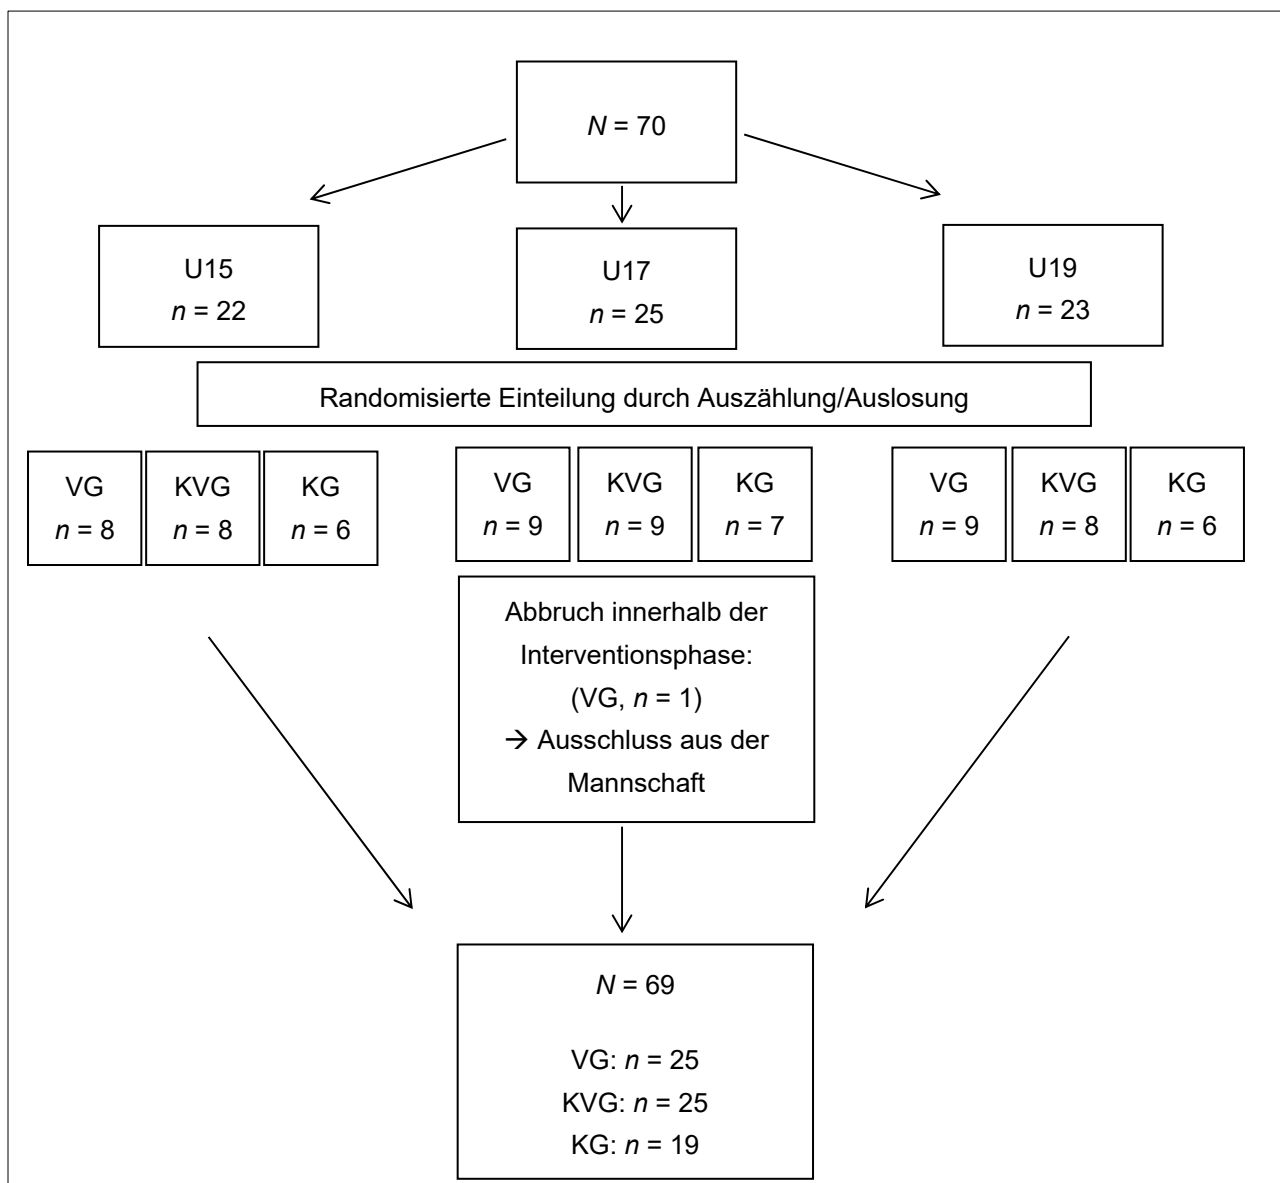 N = 70
U15
n = 22
U17
n = 25
U19
n = 23
Randomisierte Einteilung durch Auszählung/Auslosung
VG
n = 8
KVG
n = 8
KG
n = 6
VG
n = 9
KVG
n = 9
KG
n = 7
VG
n = 9
KVG
n = 8
KG
n = 6
Abbruch innerhalb der
Interventionsphase:
(VG, n = 1)
→ Ausschluss aus der
Mannschaft
N = 69
VG: n = 25
KVG: n = 25
KG: n = 19